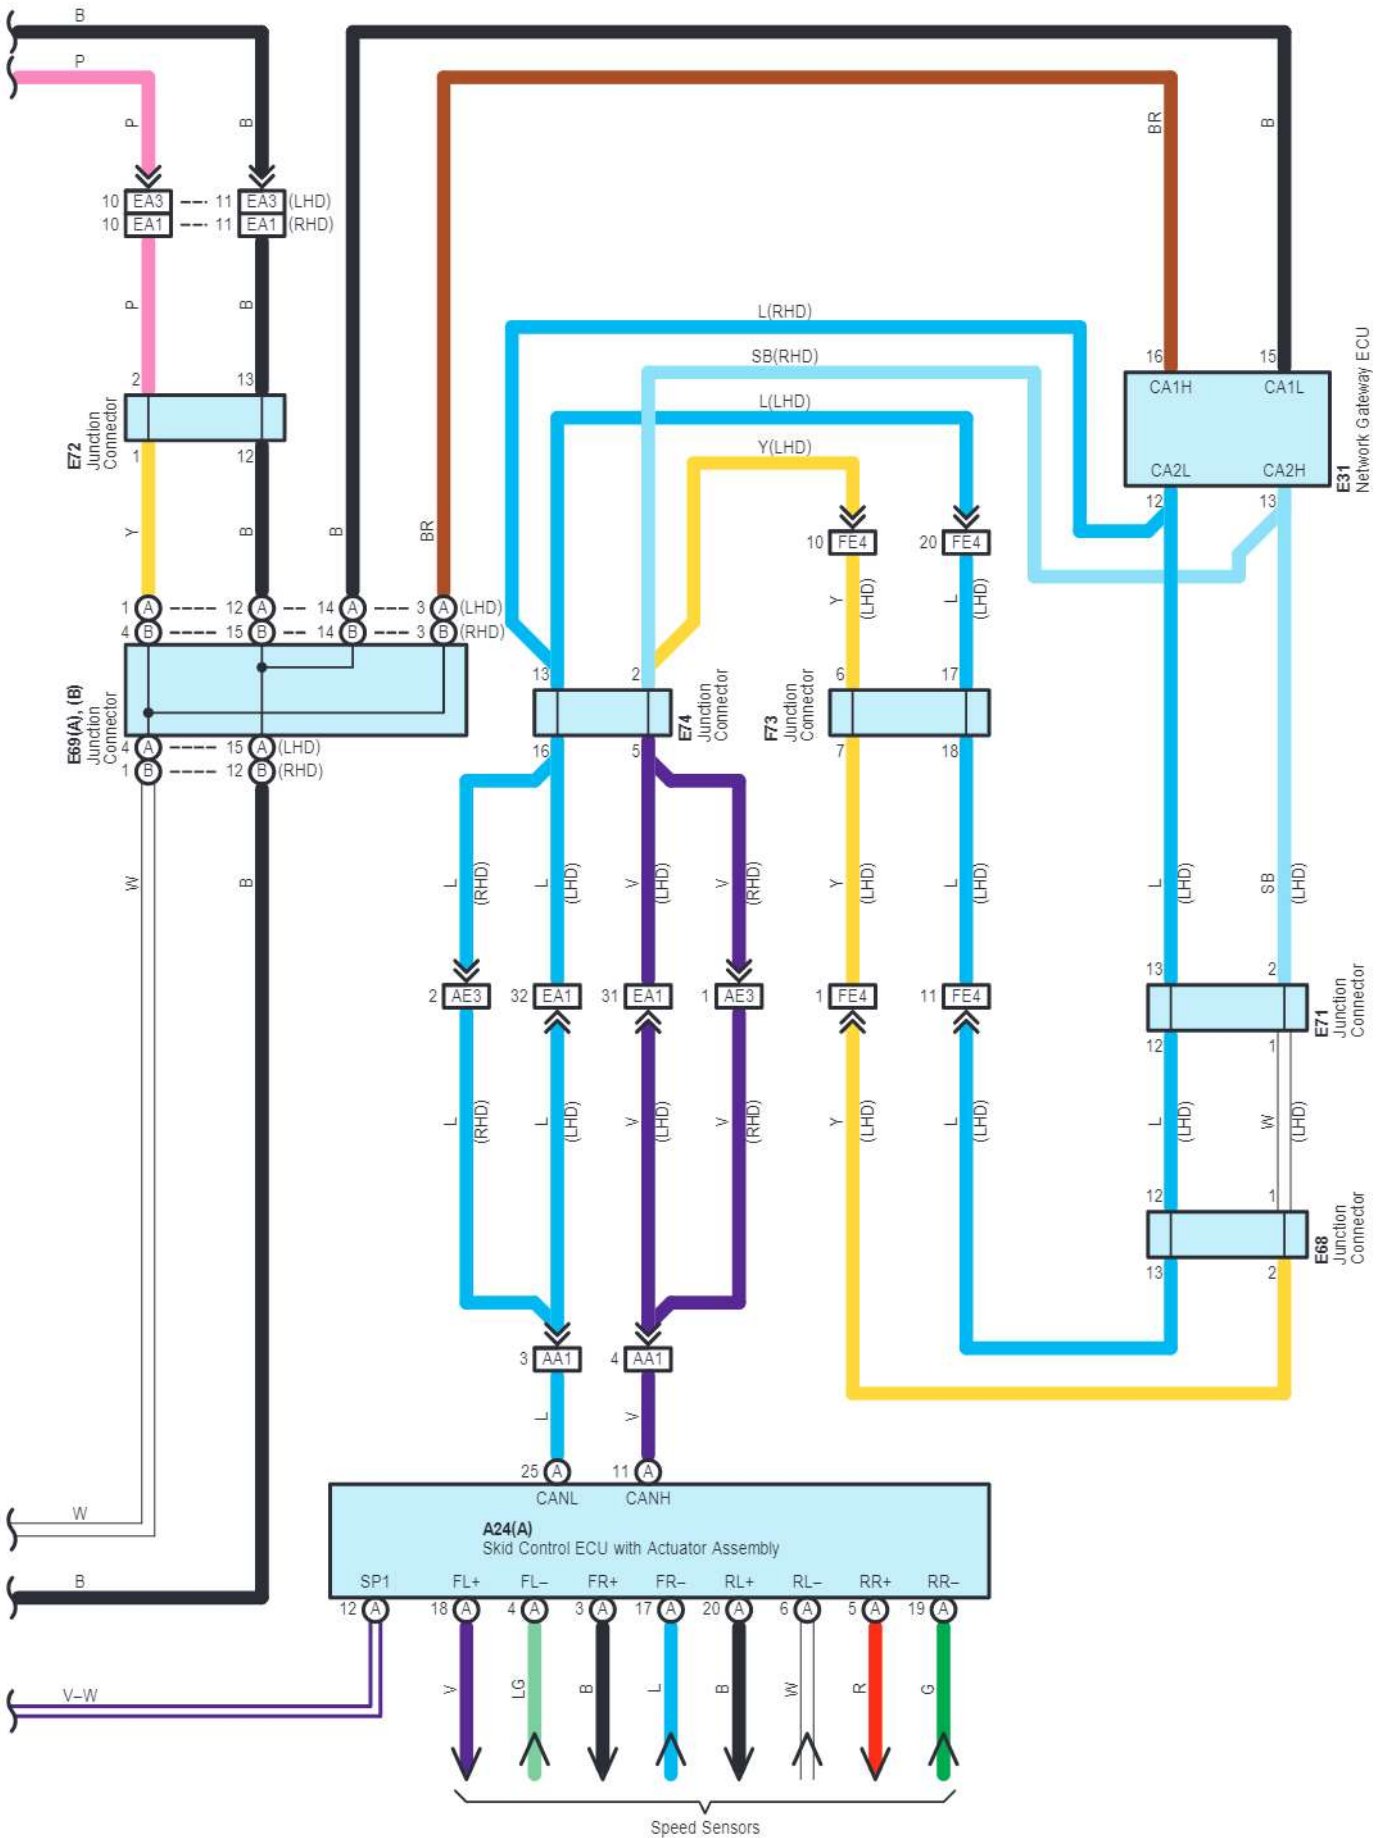 B
P
P
B
BR
B
10 EA3 11 EA3 (LHD)
10 EA1 11 EA1 (RHD)
P
B
L(RHD)
SB(RHD)
L(LHD)
Y(LHD)
2
13
E72
Junction
Connector
1
12
16
15
CA1H
CA1L
CA2L
CA2H
12
13
E31
Network Gateway ECU
Y
B
B
BR
10 FE4
20 FE4
Y
(LHD)
L
(LHD)
1 A 12 A 14 A 3 A (LHD)
4 B 15 B 14 B 3 B (RHD)
E69(A), (B)
Junction
Connector
4 A 15 A (LHD)
1 B 12 B (RHD)
13
2
E74
Junction
Connector
16
5
6
17
F73
Junction
Connector
7
18
W
B
L
(RHD)
L
(LHD)
V
(LHD)
V
(RHD)
Y
(LHD)
L
(LHD)
L
(LHD)
SB
(LHD)
2 AE3
32 EA1
31 EA1
1 AE3
1 FE4
11 FE4
13
2
E71
Junction
Connector
12
1
L
(RHD)
L
(LHD)
V
(LHD)
V
(RHD)
Y
(LHD)
L
(LHD)
L
(LHD)
W
(LHD)
12
1
E68
Junction
Connector
13
2
3 AA1
4 AA1
L
V
25 A
11 A
CANL
CANH
A24(A)
Skid Control ECU with Actuator Assembly
SP1 FL+ FL– FR+ FR– RL+ RL– RR+ RR–
12 A 18 A 4 A 3 A 17 A 20 A 6 A 5 A 19 A
W
B
V–W
V
LG
B
L
B
W
R
G
Speed Sensors